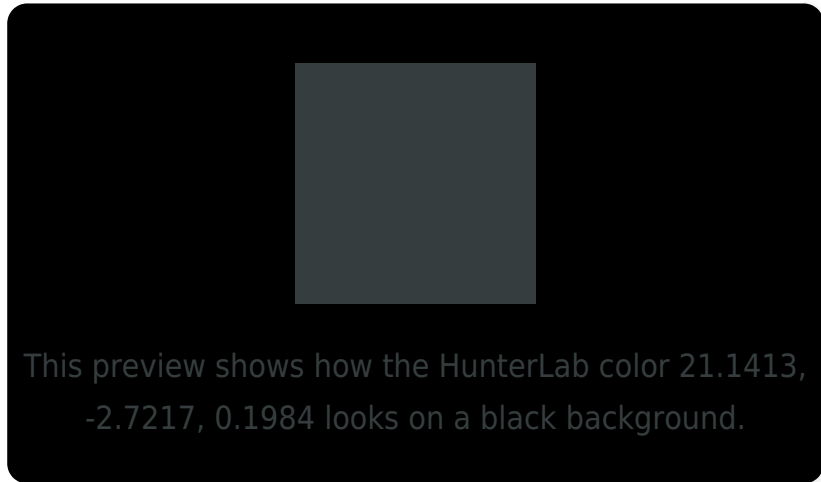 This preview shows how the HunterLab color 21.1413,
-2.7217, 0.1984 looks on a black background.